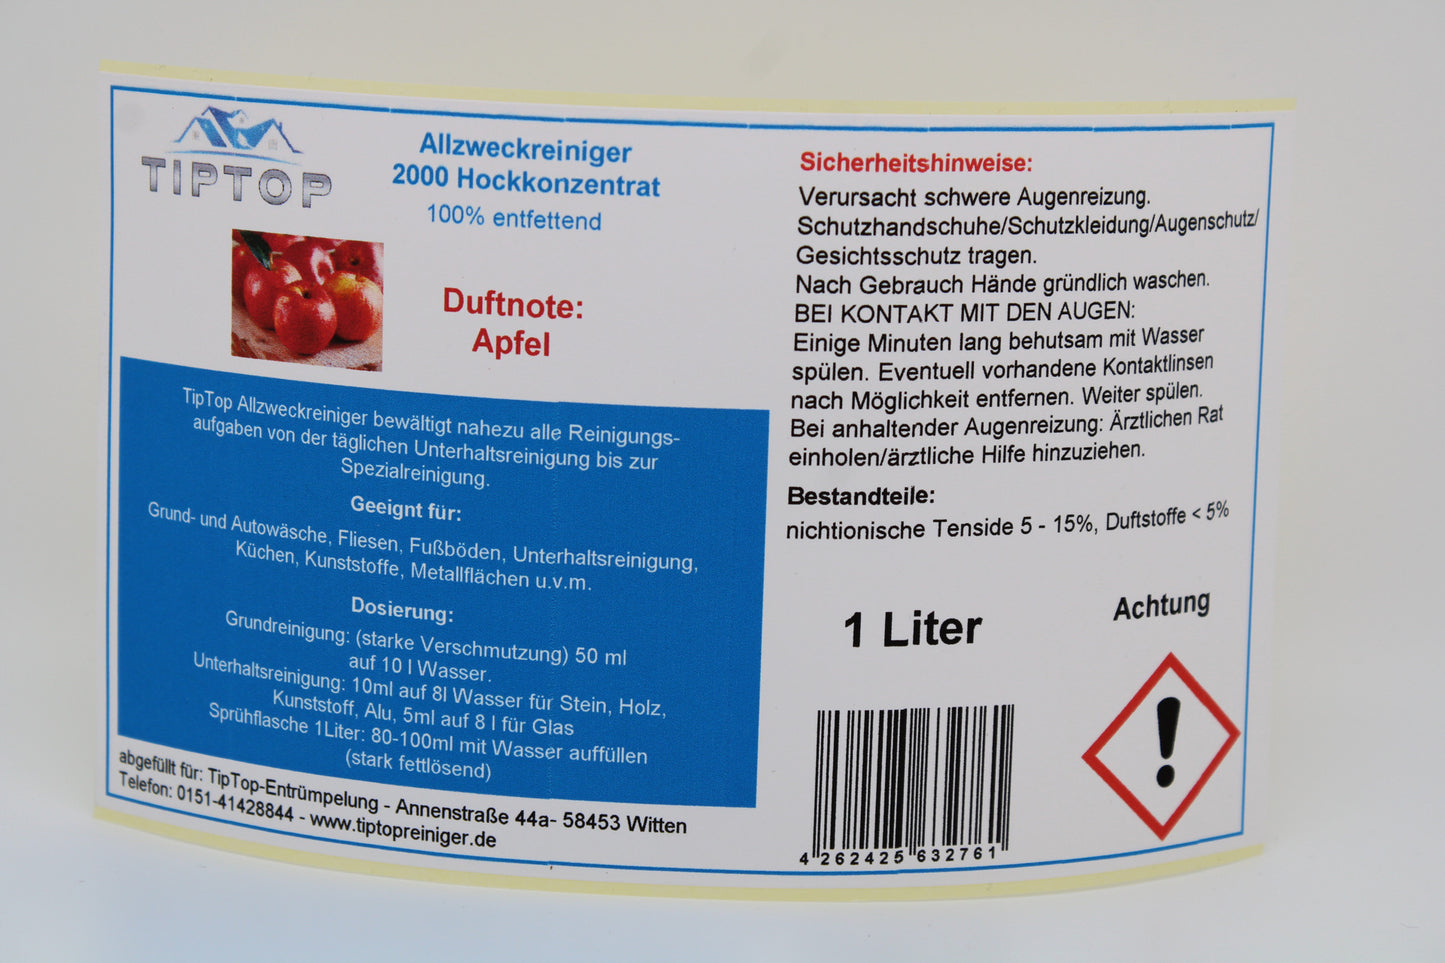 TIPTOP
Allzweckreiniger
2000 Hockkonzentrat
100% entfettend
Duftnote:
Apfel
TipTop Allzweckreiniger bewältigt nahezu alle Reinigungs-
aufgaben von der täglichen Unterhaltsreinigung bis zur
Spezialreinigung.
Geeignt für:
Grund- und Autowäsche, Fliesen, Fußböden, Unterhaltsreinigung,
Küchen, Kunststoffe, Metallflächen u.v.m.
Dosierung:
Grundreinigung: (starke Verschmutzung) 50 ml
auf 10 l Wasser.
Unterhaltsreinigung: 10ml auf 8l Wasser für Stein, Holz,
Kunststoff, Alu, 5ml auf 8 l für Glas
Sprühflasche 1Liter: 80-100ml mit Wasser auffüllen
(stark fettlösend)
abgefüllt für: TipTop-Entrümpelung - Annenstraße 44a- 58453 Witten
Telefon: 0151-41428844 - www.tiptopreiniger.de
Sicherheitshinweise:
Verursacht schwere Augenreizung.
Schutzhandschuhe/Schutzkleidung/Augenschutz/
Gesichtsschutz tragen.
Nach Gebrauch Hände gründlich waschen.
BEI KONTAKT MIT DEN AUGEN:
Einige Minuten lang behutsam mit Wasser
spülen. Eventuell vorhandene Kontaktlinsen
nach Möglichkeit entfernen. Weiter spülen.
Bei anhaltender Augenreizung: Ärztlichen Rat
einholen/ärztliche Hilfe hinzuziehen.
Bestandteile:
nichtionische Tenside 5 - 15%, Duftstoffe < 5%
1 Liter
Achtung
4 262425 632761